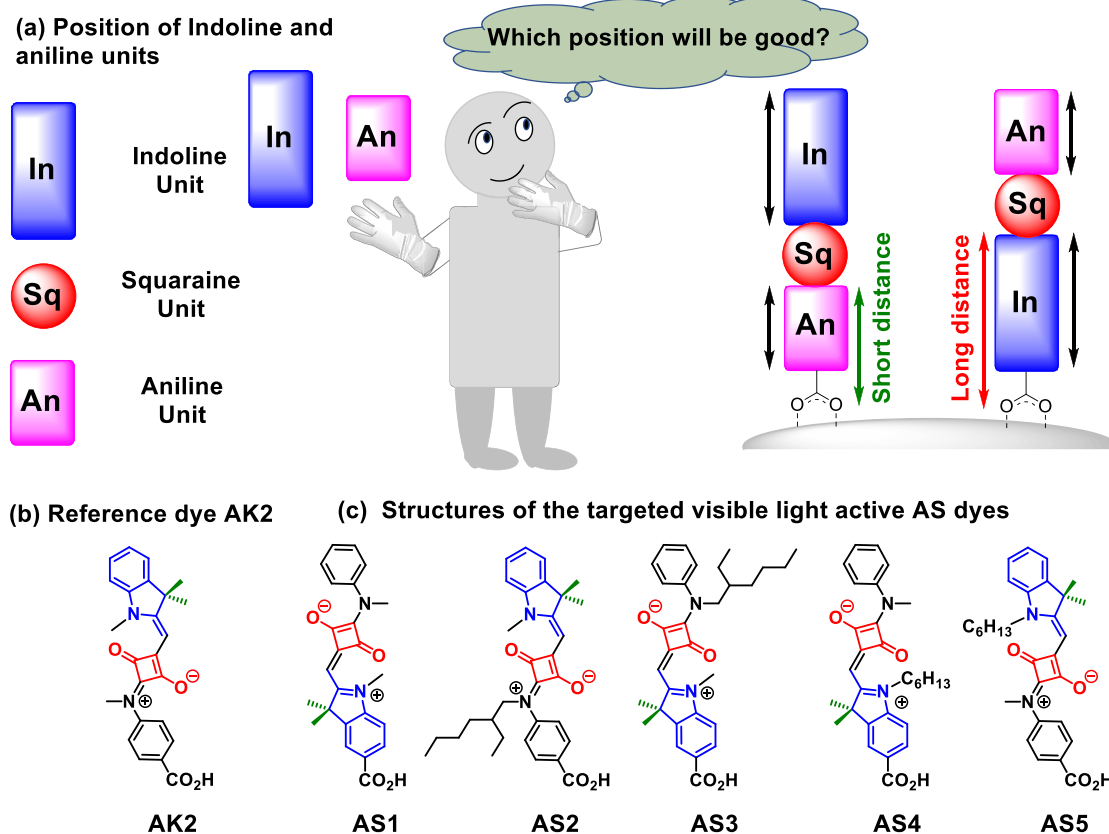 (a) Position of Indoline and
aniline units
Which position will be good?
In
Indoline
Unit
In
An
Sq
Squaraine
Unit
An
Aniline
Unit
In
Sq
An
Short distance
O
O
An
Sq
In
Long distance
O
O
(b) Reference dye AK2
(c) Structures of the targeted visible light active AS dyes
N
O
O⊖
N
⊕
CO₂H
AK2
N
O⊖
O
N
⊕
CO₂H
AS1
N
O
O⊖
⊕
N
CO₂H
AS2
N
O⊖
O
N
⊕
CO₂H
AS3
N
O⊖
O
N
C₆H₁₃
⊕
CO₂H
AS4
N
C₆H₁₃
O
O⊖
N
⊕
CO₂H
AS5